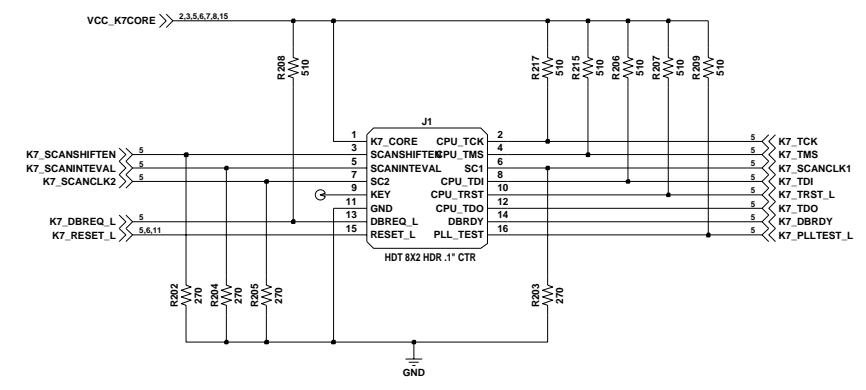 VCC_K7CORE 2,3,5,6,7,8,15
R208 510
R217 510
R215 510
R206 510
R207 510
R209 510
J1
1 K7_CORE CPU_TCK 2
3 SCANSHIFTEN CPU_TMS 4
5 SCANINTEVAL SC1 6
7 SC2 CPU_TDI 8
9 KEY CPU_TRST 10
11 GND CPU_TDO 12
13 DBREQ_L DBRDY 14
15 RESET_L PLL_TEST 16
HDT 8X2 HDR .1" CTR
K7_SCANSHIFTEN 5
K7_SCANINTEVAL 5
K7_SCANCLK2 5
K7_DBREQ_L 5
K7_RESET_L 5,6,11
5 K7_TCK
5 K7_TMS
5 K7_SCANCLK1
5 K7_TDI
5 K7_TRST_L
5 K7_TDO
5 K7_DBRDY
5 K7_PLLTEST_L
R202 270
R204 270
R205 270
R203 270
GND